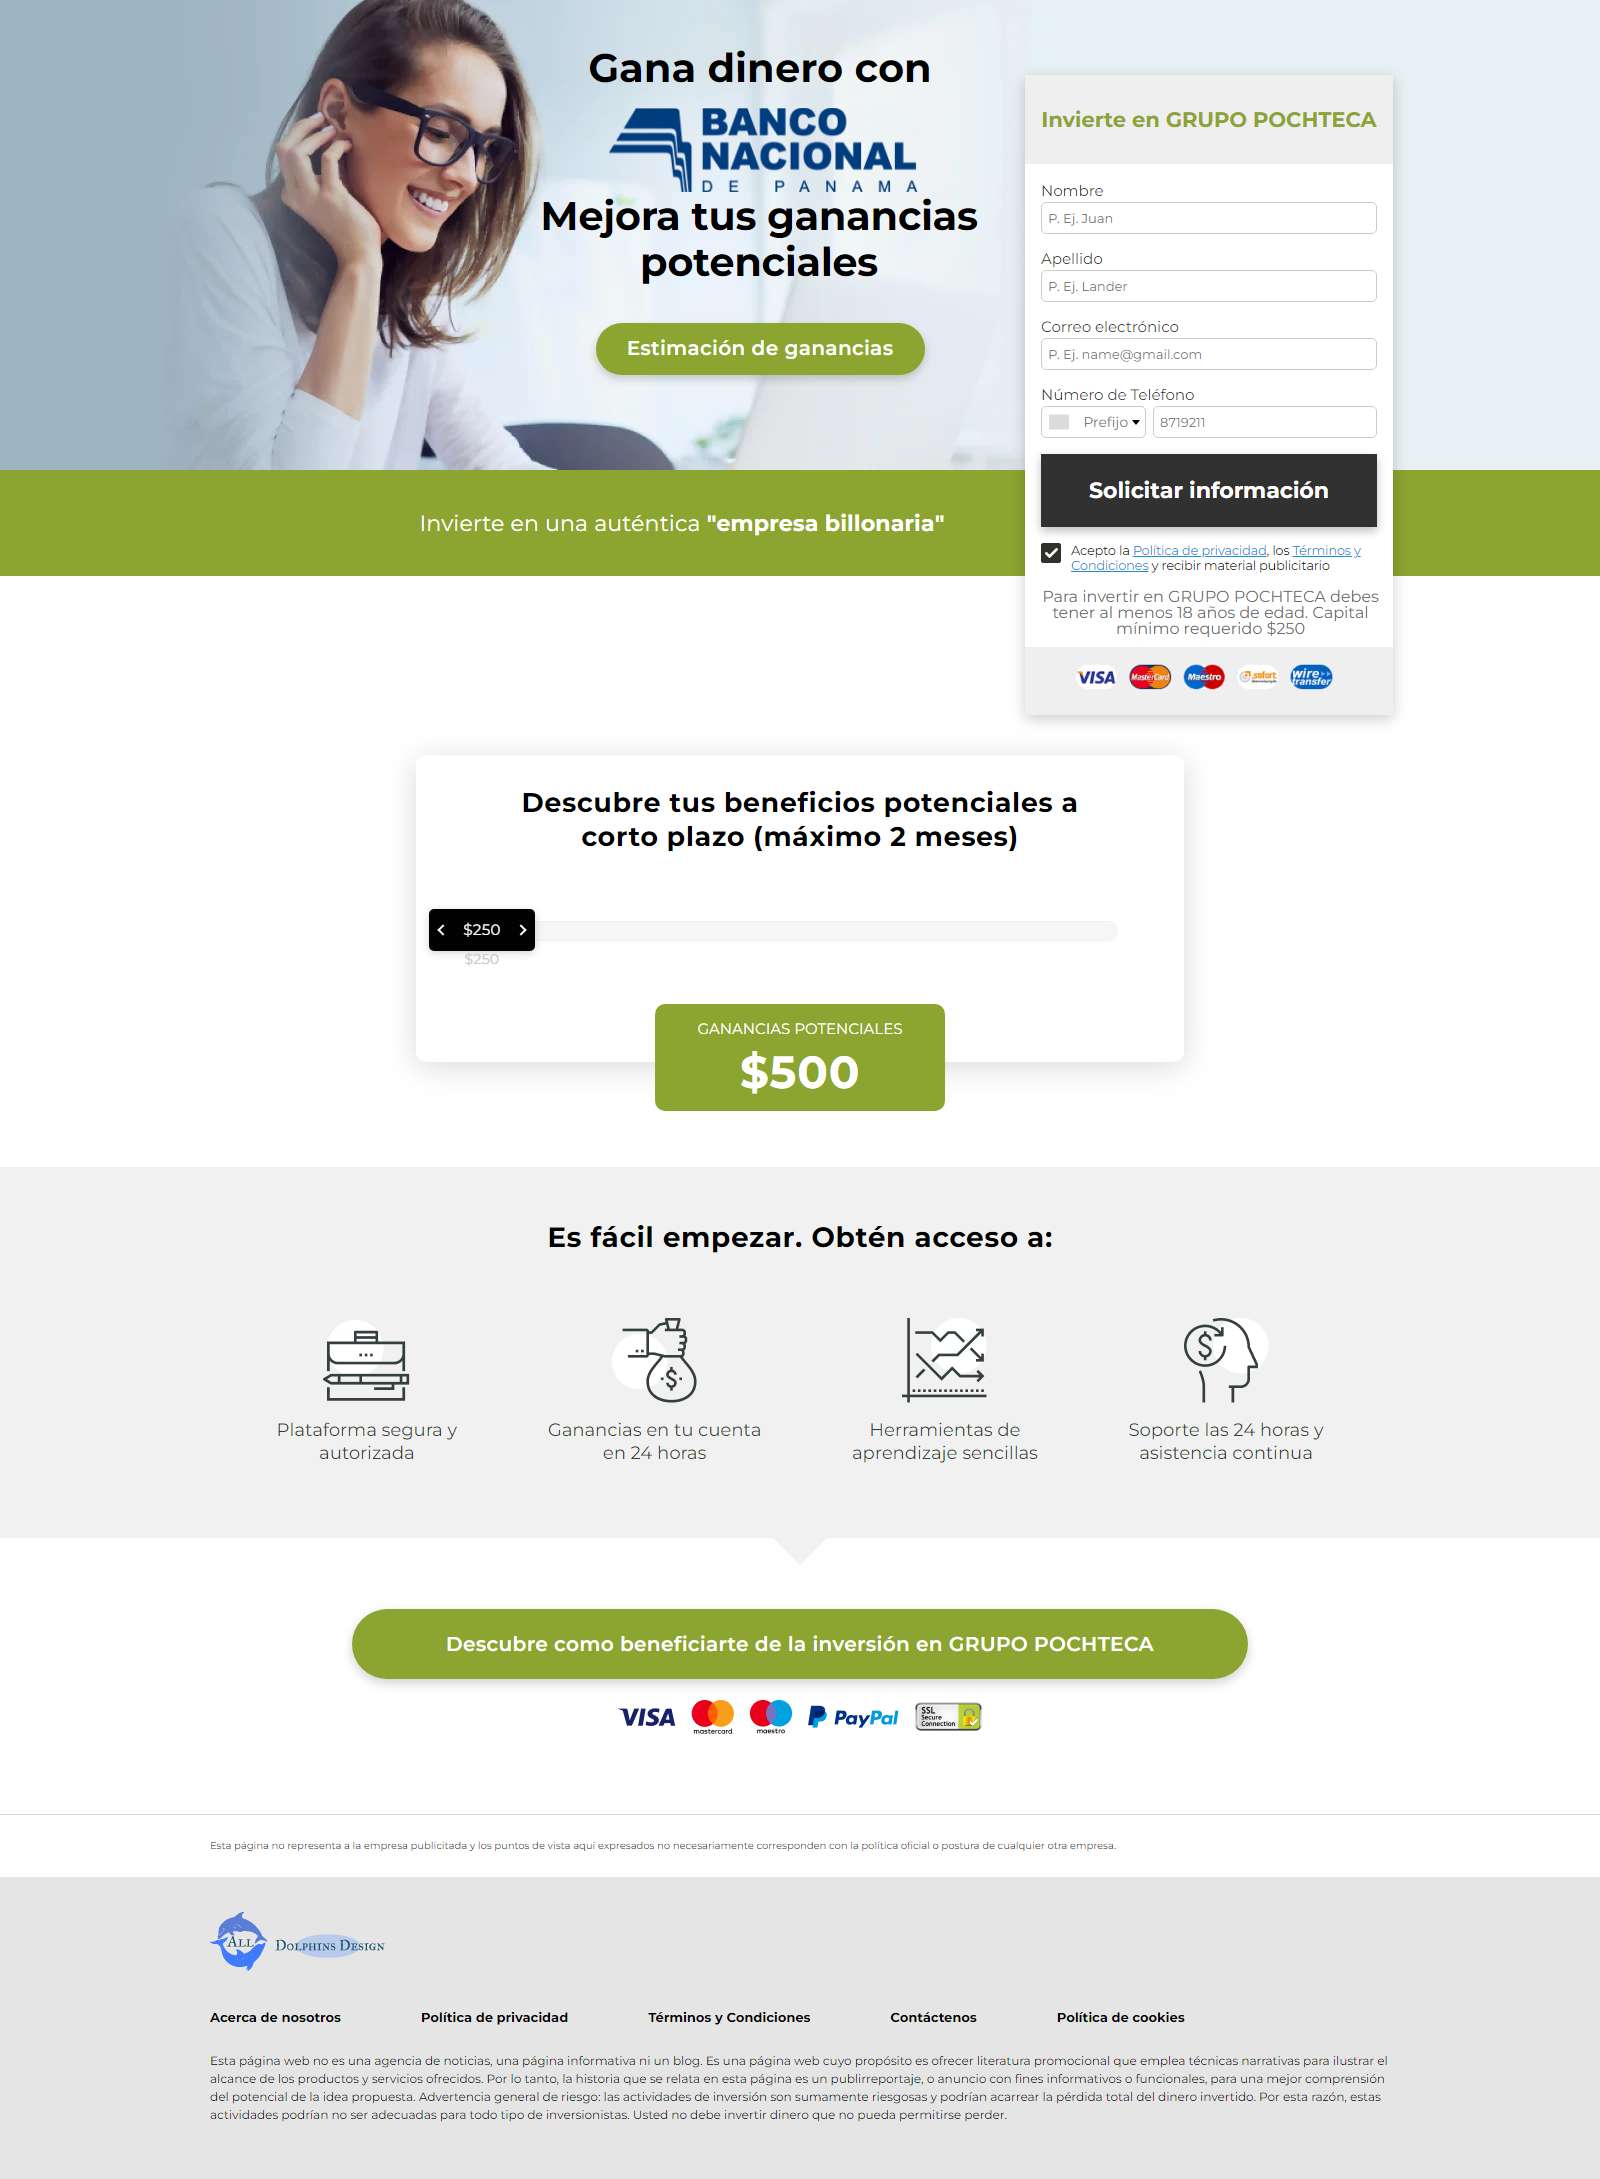 Gana dinero con
BANCO
NACIONAL
DE PANAMA
Mejora tus ganancias
potenciales
Estimación de ganancias
Invierte en GRUPO POCHTECA
Nombre
P. Ej. Juan
Apellido
P. Ej. Lander
Correo electrónico
P. Ej. name@gmail.com
Número de Teléfono
Prefijo 8719211
Solicitar información
Acepto la Política de privacidad, los Términos y
Condiciones y recibir material publicitario
Para invertir en GRUPO POCHTECA debes
tener al menos 18 años de edad. Capital
mínimo requerido $250
VISA MasterCard Maestro sofort wire transfer
Invierte en una auténtica "empresa billonaria"
Descubre tus beneficios potenciales a
corto plazo (máximo 2 meses)
$250
$250
GANANCIAS POTENCIALES
$500
Es fácil empezar. Obtén acceso a:
Plataforma segura y
autorizada
Ganancias en tu cuenta
en 24 horas
Herramientas de
aprendizaje sencillas
Soporte las 24 horas y
asistencia continua
Descubre como beneficiarte de la inversión en GRUPO POCHTECA
VISA mastercard maestro PayPal SSL Secure Connection
Esta página no representa a la empresa publicitada y los puntos de vista aquí expresados no necesariamente corresponden con la política oficial o postura de cualquier otra empresa.
ALL DOLPHINS DESIGN
Acerca de nosotros Política de privacidad Términos y Condiciones Contáctenos Política de cookies
Esta página web no es una agencia de noticias, una página informativa ni un blog. Es una página web cuyo propósito es ofrecer literatura promocional que emplea técnicas narrativas para ilustrar el
alcance de los productos y servicios ofrecidos. Por lo tanto, la historia que se relata en esta página es un publirreportaje, o anuncio con fines informativos o funcionales, para una mejor comprensión
del potencial de la idea propuesta. Advertencia general de riesgo: las actividades de inversión son sumamente riesgosas y podrían acarrear la pérdida total del dinero invertido. Por esta razón, estas
actividades podrían no ser adecuadas para todo tipo de inversionistas. Usted no debe invertir dinero que no pueda permitirse perder.